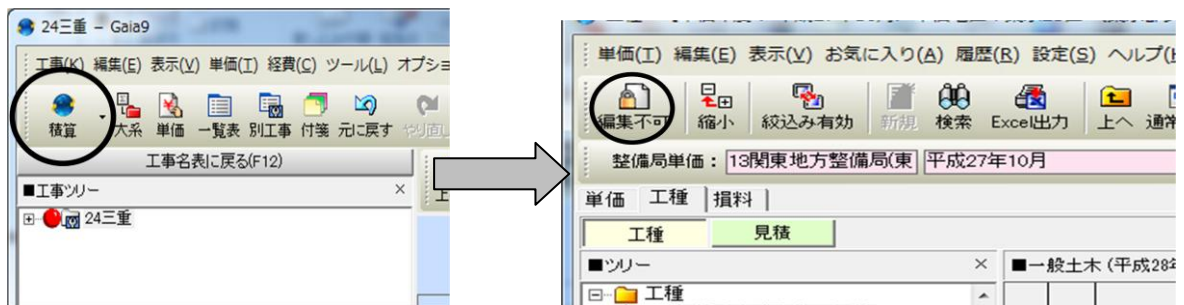 24三重 - Gaia9
工事(K) 編集(E) 表示(V) 単価(T) 経費(C) ツール(L) オプショ
積算 大系 単価 一覧表 別工事 付箋 元に戻す やり直し
工事名表に戻る(F12)
■工事ツリー ×
24三重
単価(T) 編集(E) 表示(V) お気に入り(A) 履歴(R) 設定(S) ヘルプ(H
編集不可 縮小 絞込み有効 新規 検索 Excel出力 上へ 通常
整備局単価: 13関東地方整備局(東 平成27年10月
単価 工種 損料
工種 見積
■ツリー × ■一般土木 (平成28年
工種